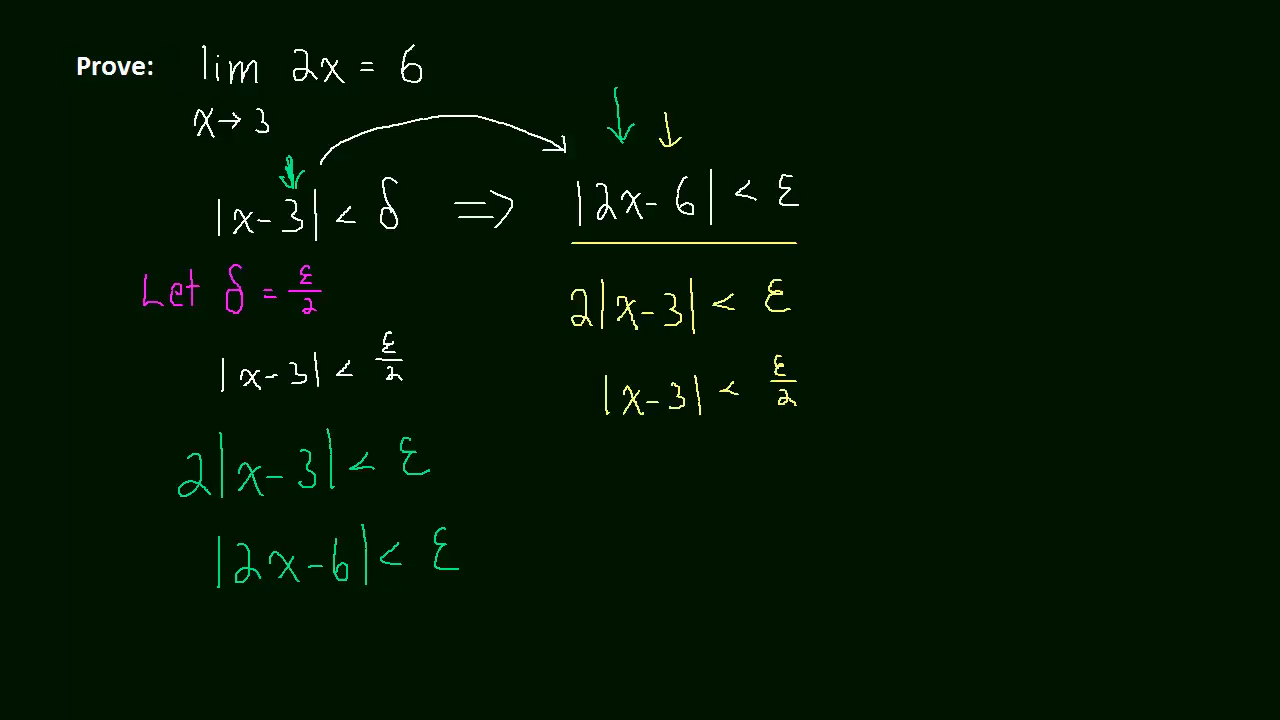 Prove: lim 2x = 6
x → 3
|x - 3| < δ ⇒ |2x - 6| < ε
Let δ = ε/2
2|x - 3| < ε
|x - 3| < ε/2
|x - 3| < ε/2
2|x - 3| < ε
|2x - 6| < ε